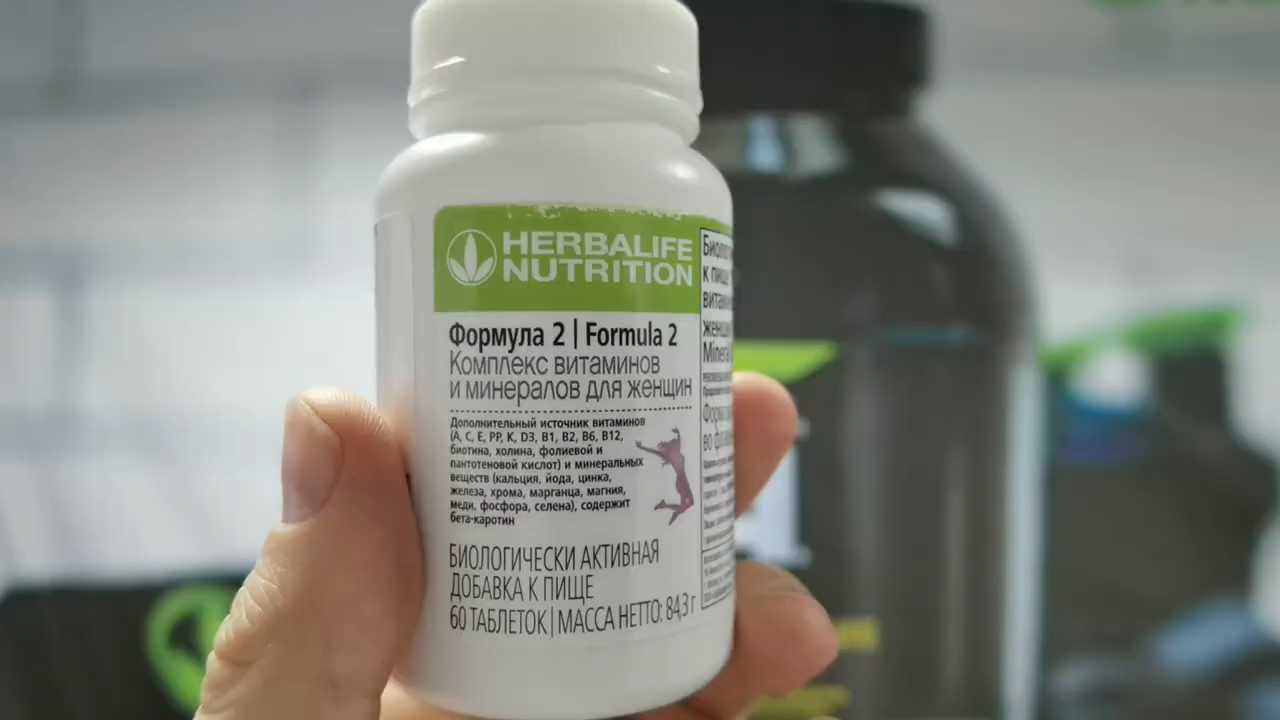 HERBALIFE
NUTRITION
Формула 2 | Formula 2
Комплекс витаминов
и минералов для женщин
Дополнительный источник витаминов
(A, C, E, PP, K, D3, B1, B2, B6, B12,
биотина, холина, фолиевой и
пантотеновой кислот) и минеральных
веществ (кальция, йода, цинка,
железа, хрома, марганца, магния,
меди, фосфора, селена), содержит
бета-каротин
БИОЛОГИЧЕСКИ АКТИВНАЯ
ДОБАВКА К ПИЩЕ
60 ТАБЛЕТОК | МАССА НЕТТО: 84,3 г